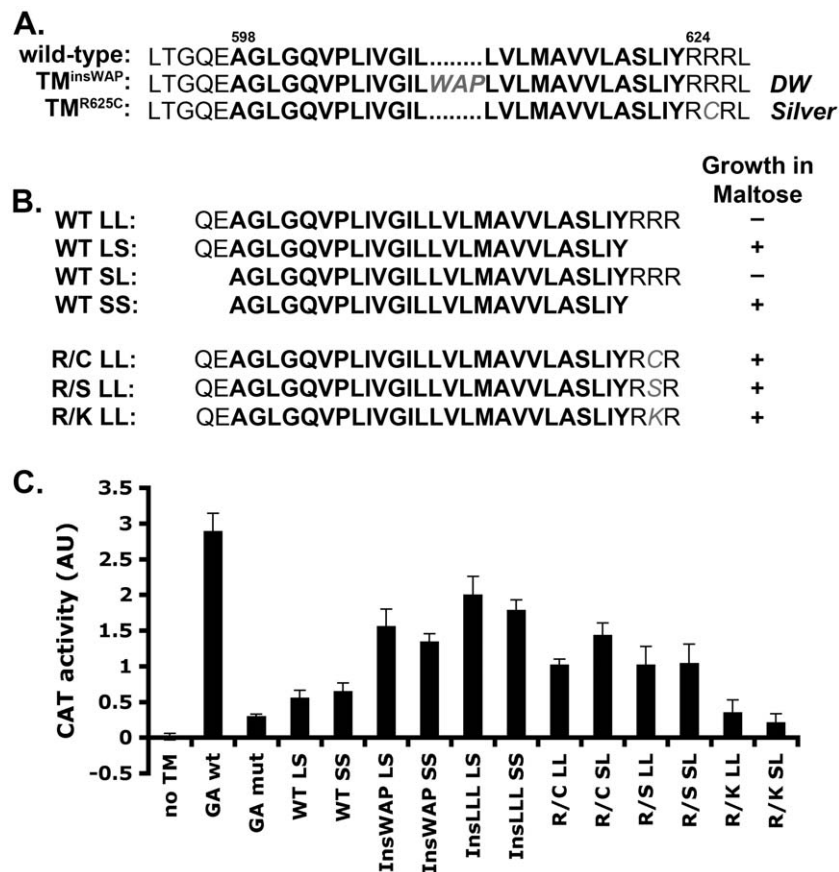 A.
598 624
wild-type: LTGQEAGLGQVPLIVGIL........LVLMAVVLASLIYRRRL
TMinsWAP: LTGQEAGLGQVPLIVGILWAPLVLMAVVLASLIYRRRL DW
TMR625C: LTGQEAGLGQVPLIVGIL........LVLMAVVLASLIYRCRL Silver
Growth in
Maltose
B.
WT LL: QEAGLGQVPLIVGILLVLMAVVLASLIYRRR –
WT LS: QEAGLGQVPLIVGILLVLMAVVLASLIY +
WT SL: AGLGQVPLIVGILLVLMAVVLASLIYRRR –
WT SS: AGLGQVPLIVGILLVLMAVVLASLIY +
R/C LL: QEAGLGQVPLIVGILLVLMAVVLASLIYRCR +
R/S LL: QEAGLGQVPLIVGILLVLMAVVLASLIYRSR +
R/K LL: QEAGLGQVPLIVGILLVLMAVVLASLIYRKR +
C.
CAT activity (AU)
3.5
3
2.5
2
1.5
1
0.5
0
-0.5
no TM
GA wt
GA mut
WT LS
WT SS
InsWAP LS
InsWAP SS
InsLLL LS
InsLLL SS
R/C LL
R/C SL
R/S LL
R/S SL
R/K LL
R/K SL